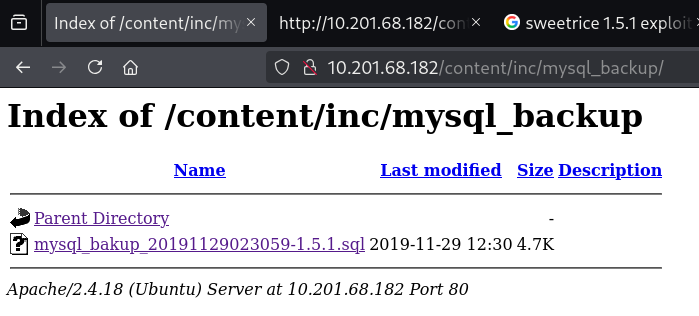 Index of /content/inc/my
http://10.201.68.182/con
sweetrice 1.5.1 exploit
10.201.68.182/content/inc/mysql_backup/
Index of /content/inc/mysql_backup
Name Last modified Size Description
Parent Directory -
mysql_bakup_20191129023059-1.5.1.sql 2019-11-29 12:30 4.7K
Apache/2.4.18 (Ubuntu) Server at 10.201.68.182 Port 80